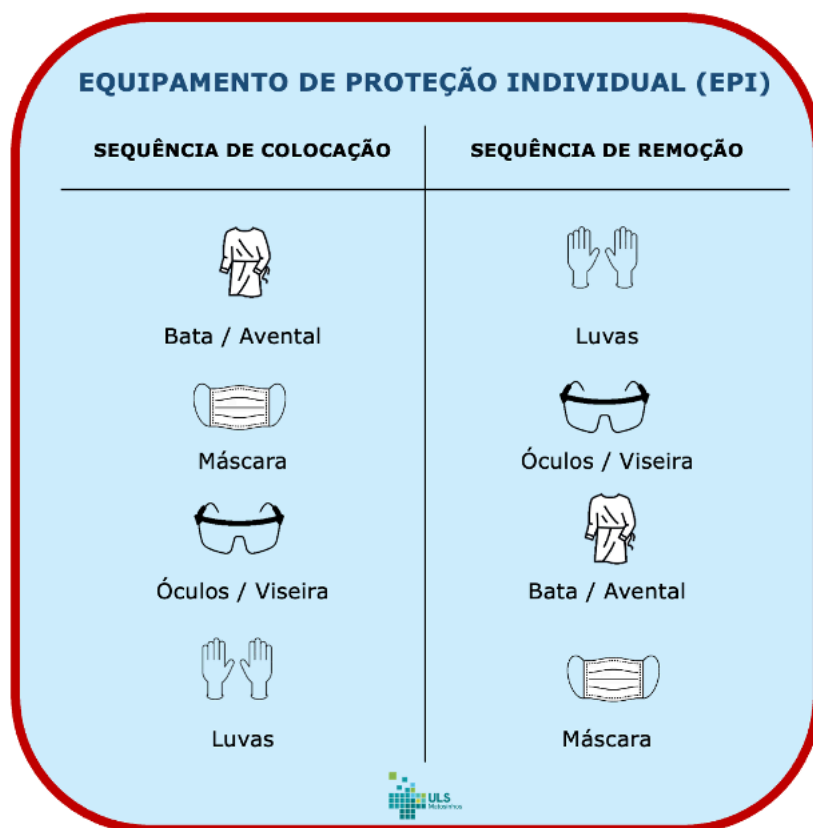 EQUIPAMENTO DE PROTEÇÃO INDIVIDUAL (EPI)
SEQUÊNCIA DE COLOCAÇÃO
Bata / Avental
Máscara
Óculos / Viseira
Luvas
SEQUÊNCIA DE REMOÇÃO
Luvas
Óculos / Viseira
Bata / Avental
Máscara
ULS
Matosinhos